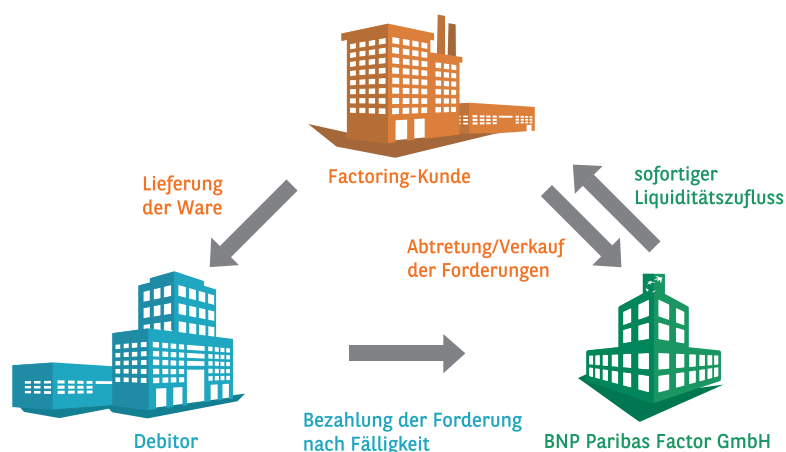 Factoring-Kunde
Lieferung
der Ware
sofortiger
Liquiditätszufluss
Abtretung/Verkauf
der Forderungen
Bezahlung der Forderung
nach Fälligkeit
Debitor
BNP Paribas Factor GmbH